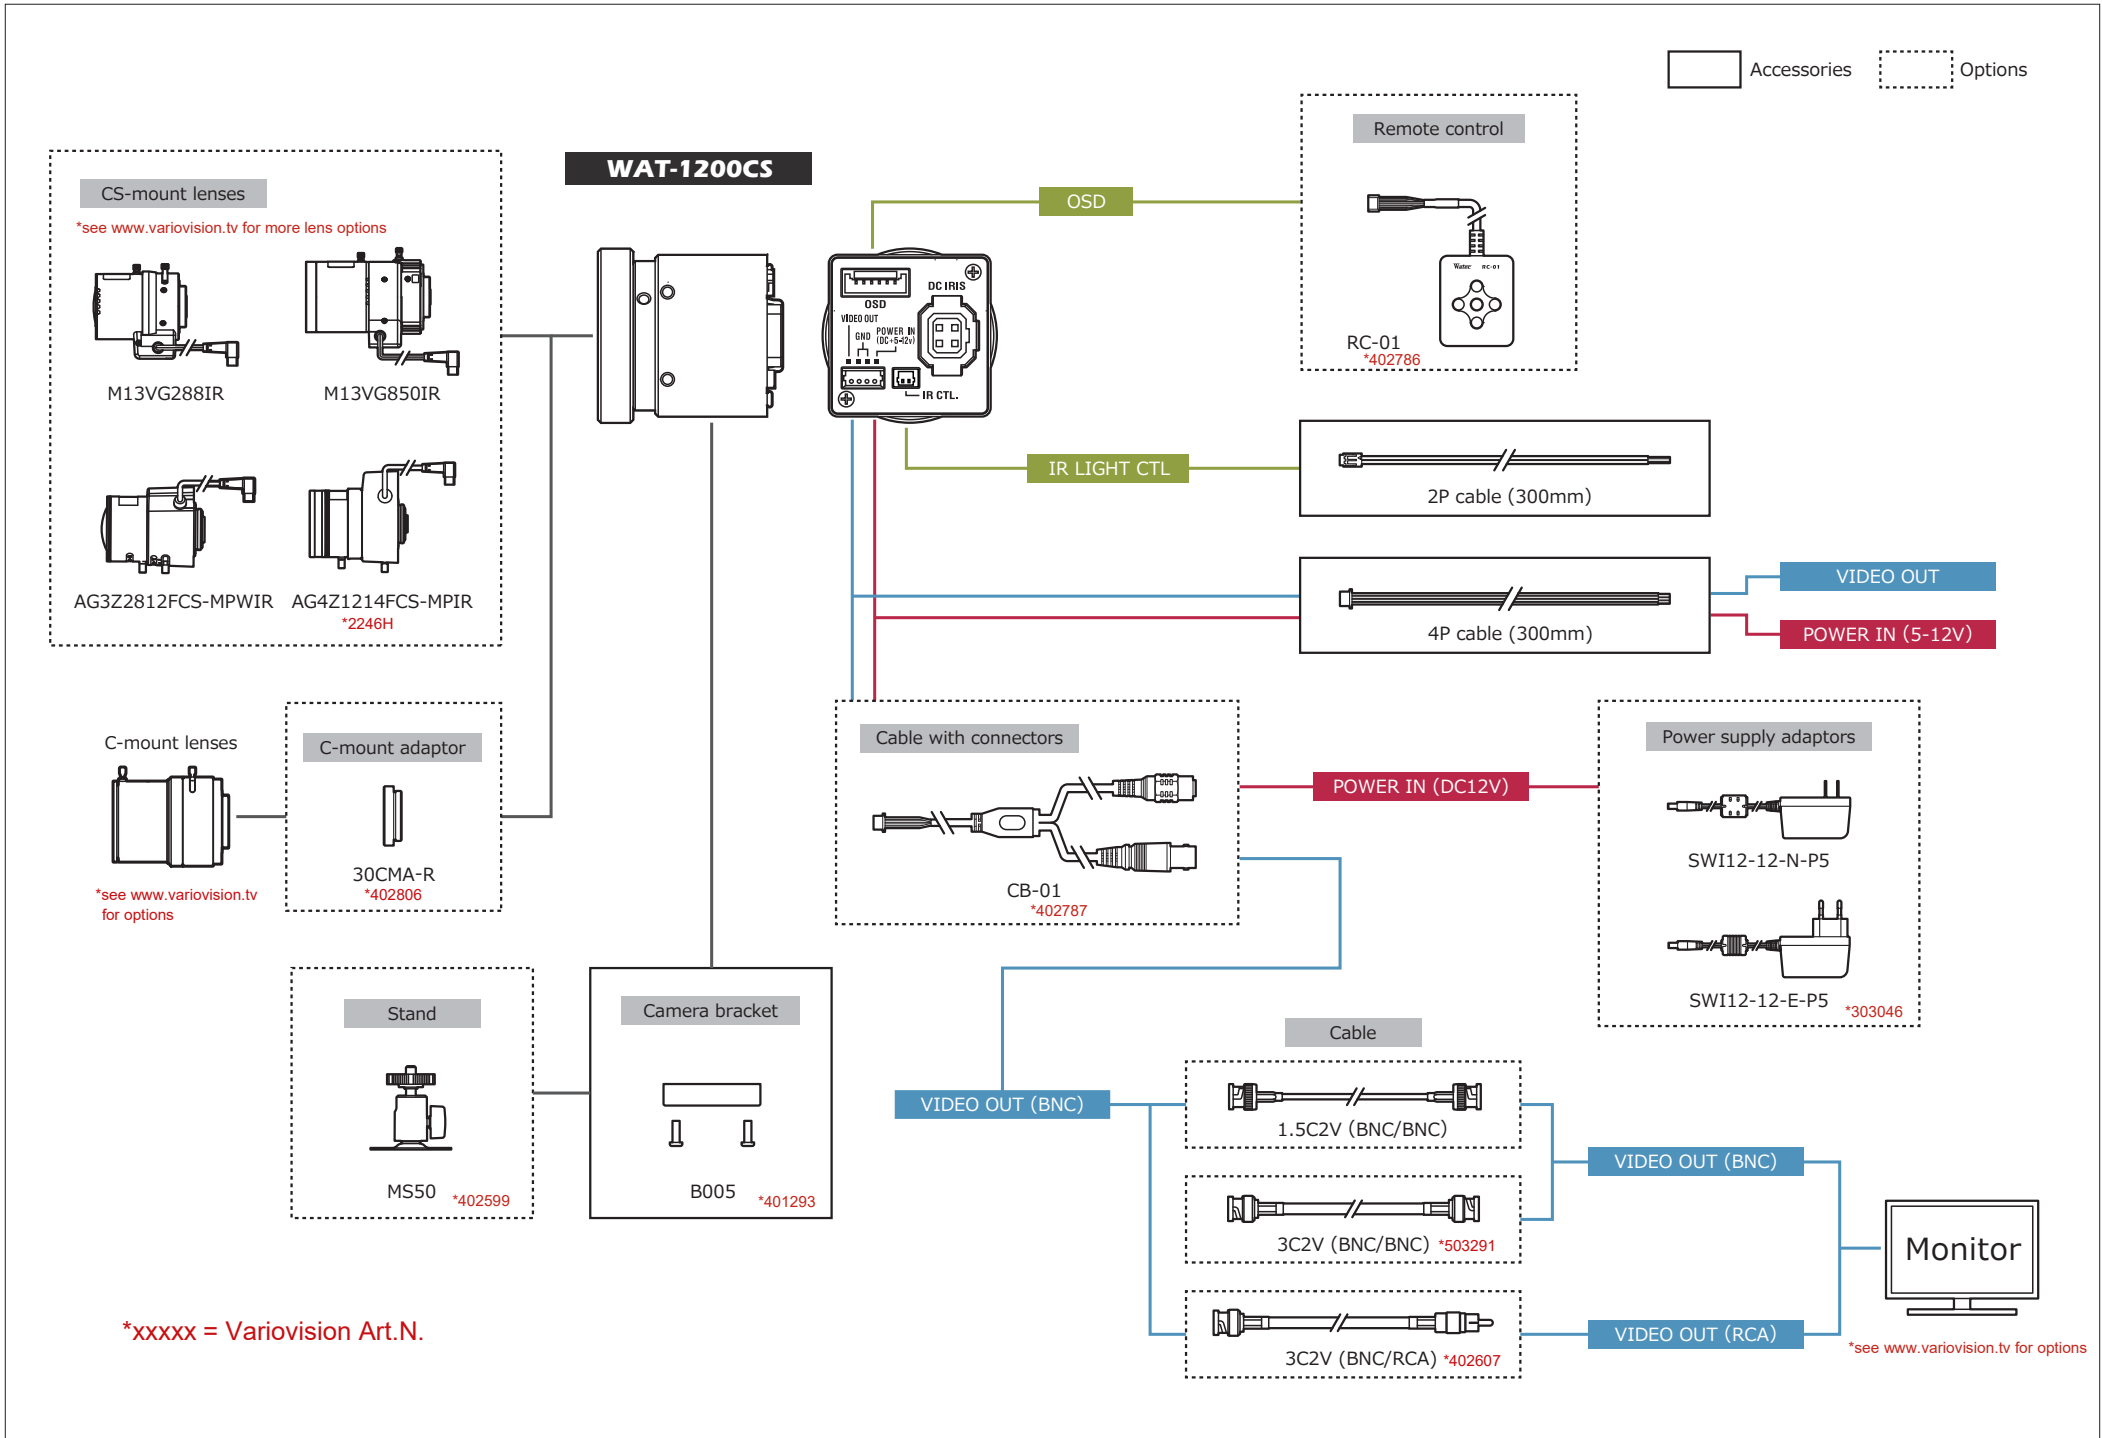 Accessories
Options
Remote control
WAT-1200CS
CS-mount lenses
*see www.variovision.tv for more lens options
OSD
Watec RC-01
RC-01
*402786
M13VG288IR
M13VG850IR
OSD
DC IRIS
VIDEO OUT
GND
POWER IN
(DC+5-12v)
IR CTL.
IR LIGHT CTL
2P cable (300mm)
AG3Z2812FCS-MPWIR
AG4Z1214FCS-MPIR
*2246H
4P cable (300mm)
VIDEO OUT
POWER IN (5-12V)
C-mount lenses
*see www.variovision.tv
for options
C-mount adaptor
30CMA-R
*402806
Cable with connectors
CB-01
*402787
POWER IN (DC12V)
Power supply adaptors
SWI12-12-N-P5
SWI12-12-E-P5
*303046
Stand
MS50
*402599
Camera bracket
B005
*401293
Cable
VIDEO OUT (BNC)
1.5C2V (BNC/BNC)
3C2V (BNC/BNC) *503291
3C2V (BNC/RCA) *402607
VIDEO OUT (BNC)
VIDEO OUT (RCA)
Monitor
*see www.variovision.tv for options
*xxxxx = Variovision Art.N.